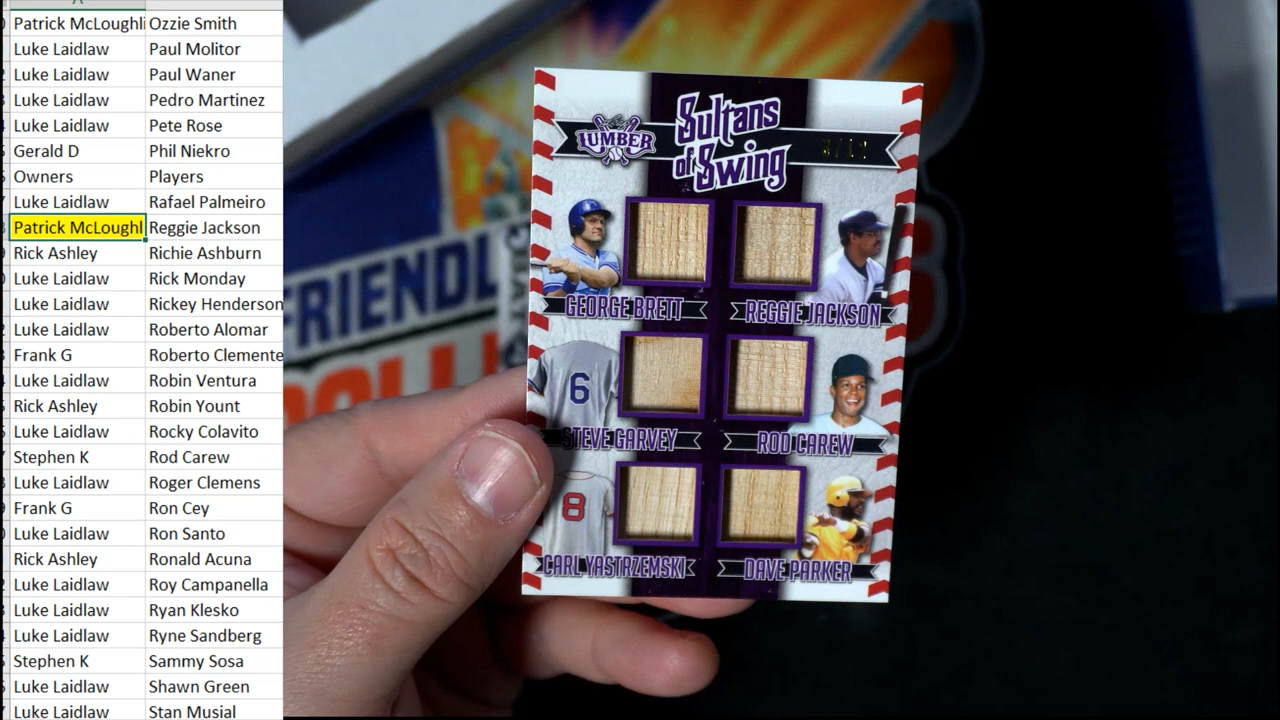 Patrick McLoughli Ozzie Smith
Luke Laidlaw Paul Molitor
Luke Laidlaw Paul Waner
Luke Laidlaw Pedro Martinez
Luke Laidlaw Pete Rose
Gerald D Phil Niekro
Owners Players
Luke Laidlaw Rafael Palmeiro
Patrick McLoughl Reggie Jackson
Rick Ashley Richie Ashburn
Luke Laidlaw Rick Monday
Luke Laidlaw Rickey Henderson
Luke Laidlaw Roberto Alomar
Frank G Roberto Clemente
Luke Laidlaw Robin Ventura
Rick Ashley Robin Yount
Luke Laidlaw Rocky Colavito
Stephen K Rod Carew
Luke Laidlaw Roger Clemens
Frank G Ron Cey
Luke Laidlaw Ron Santo
Rick Ashley Ronald Acuna
Luke Laidlaw Roy Campanella
Luke Laidlaw Ryan Klesko
Luke Laidlaw Ryne Sandberg
Stephen K Sammy Sosa
Luke Laidlaw Shawn Green
Luke Laidlaw Stan Musial
LUMBER
Sultans
of Swing
GEORGE BRETT
REGGIE JACKSON
6
STEVE GARVEY
ROD CAREW
8
CARL YASTRZEMSKI
DAVE PARKER
FRIENDL